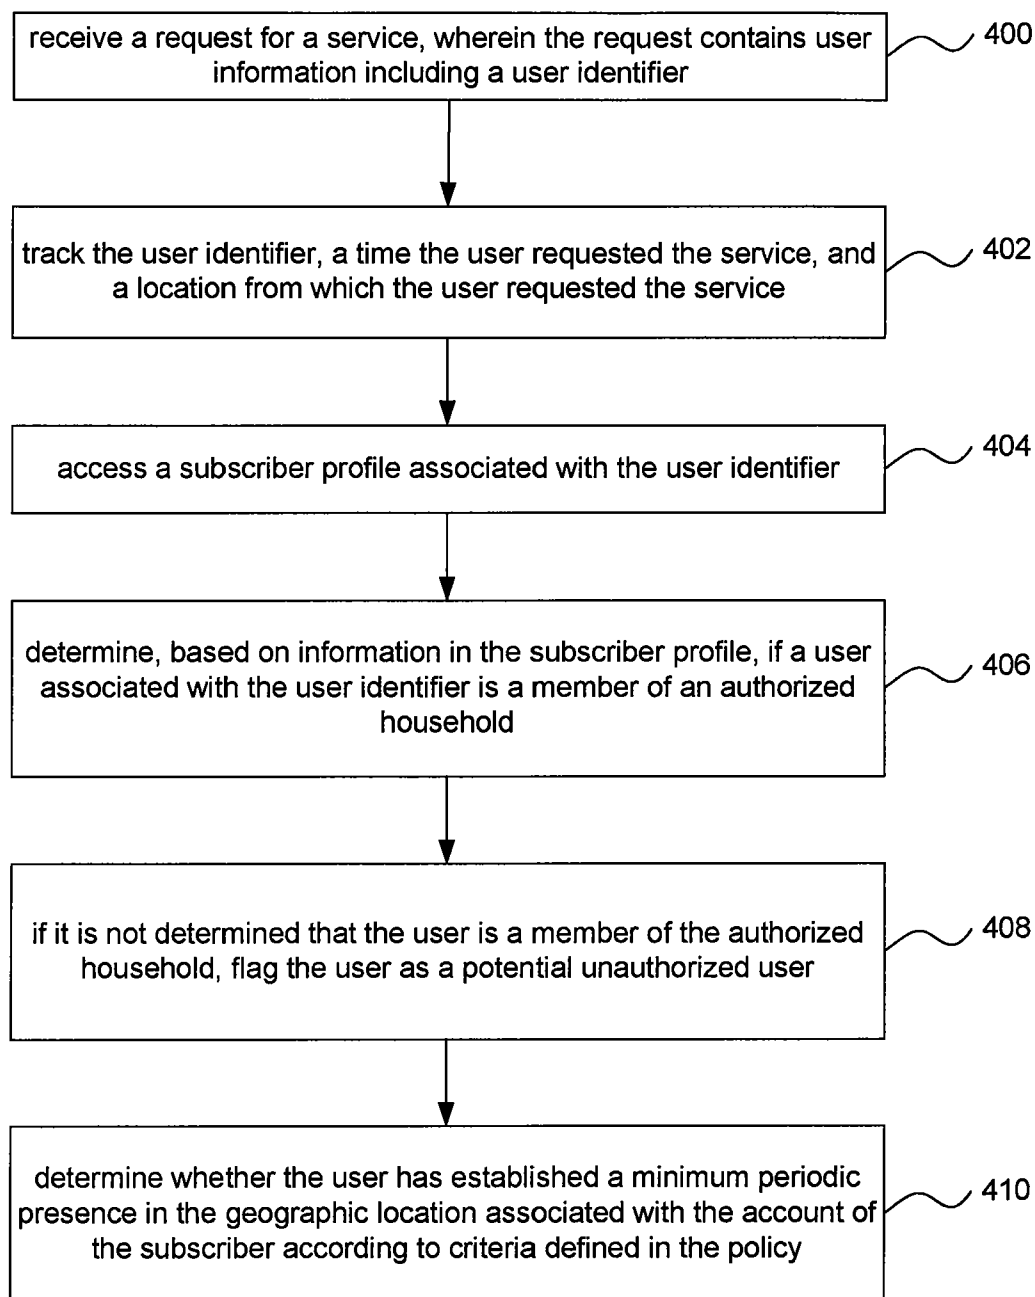 receive a request for a service, wherein the request contains user
information including a user identifier
400
track the user identifier, a time the user requested the service, and
a location from which the user requested the service
402
access a subscriber profile associated with the user identifier
404
determine, based on information in the subscriber profile, if a user
associated with the user identifier is a member of an authorized
household
406
if it is not determined that the user is a member of the authorized
household, flag the user as a potential unauthorized user
408
determine whether the user has established a minimum periodic
presence in the geographic location associated with the account of
the subscriber according to criteria defined in the policy
410